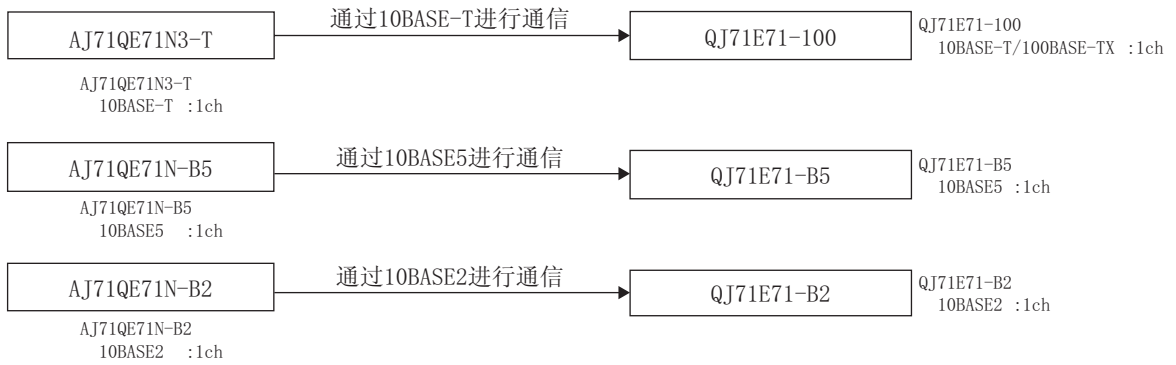 AJ71QE71N3-T
通过10BASE-T进行通信
QJ71E71-100
QJ71E71-100
10BASE-T/100BASE-TX :1ch
AJ71QE71N3-T
10BASE-T :1ch
AJ71QE71N-B5
通过10BASE5进行通信
QJ71E71-B5
QJ71E71-B5
10BASE5 :1ch
AJ71QE71N-B5
10BASE5 :1ch
AJ71QE71N-B2
通过10BASE2进行通信
QJ71E71-B2
QJ71E71-B2
10BASE2 :1ch
AJ71QE71N-B2
10BASE2 :1ch